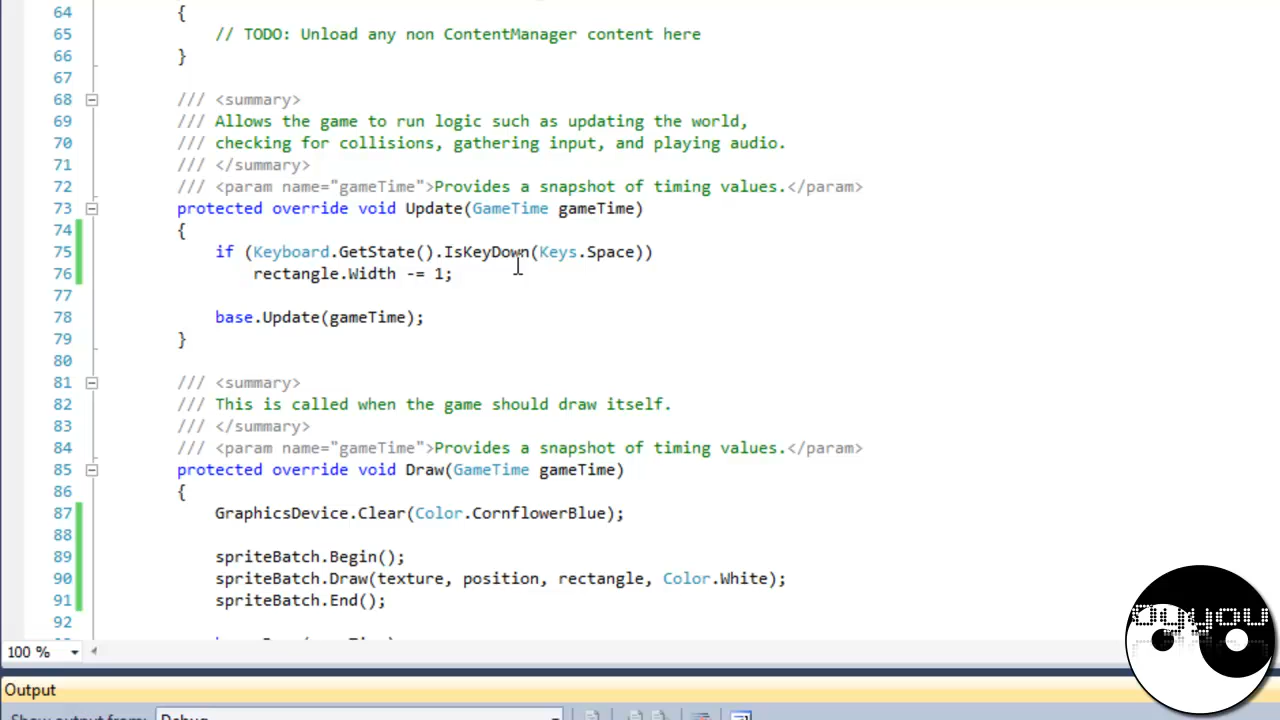 64 {
65 // TODO: Unload any non ContentManager content here
66 }
67
68 /// <summary>
69 /// Allows the game to run logic such as updating the world,
70 /// checking for collisions, gathering input, and playing audio.
71 /// </summary>
72 /// <param name="gameTime">Provides a snapshot of timing values.</param>
73 protected override void Update(GameTime gameTime)
74 {
75 if (Keyboard.GetState().IsKeyDown(Keys.Space))
76 rectangle.Width -= 1;
77
78 base.Update(gameTime);
79 }
80
81 /// <summary>
82 /// This is called when the game should draw itself.
83 /// </summary>
84 /// <param name="gameTime">Provides a snapshot of timing values.</param>
85 protected override void Draw(GameTime gameTime)
86 {
87 GraphicsDevice.Clear(Color.CornflowerBlue);
88
89 spriteBatch.Begin();
90 spriteBatch.Draw(texture, position, rectangle, Color.White);
91 spriteBatch.End();
92
100 %
Output
Show output from: Debug
Oyyou